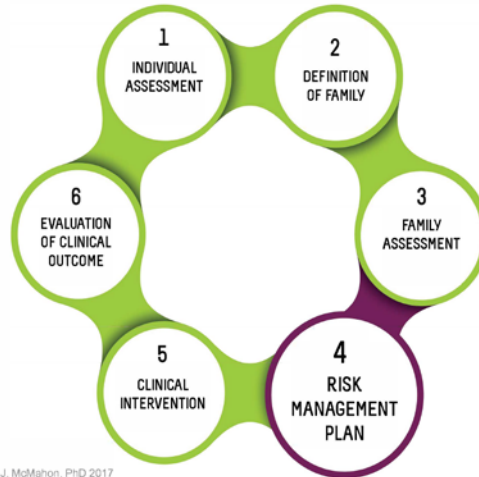 1
INDIVIDUAL
ASSESSMENT
2
DEFINITION
OF FAMILY
3
FAMILY
ASSESSMENT
4
RISK
MANAGEMENT
PLAN
5
CLINICAL
INTERVENTION
6
EVALUATION
OF CLINICAL
OUTCOME
J. McMahon, PhD 2017